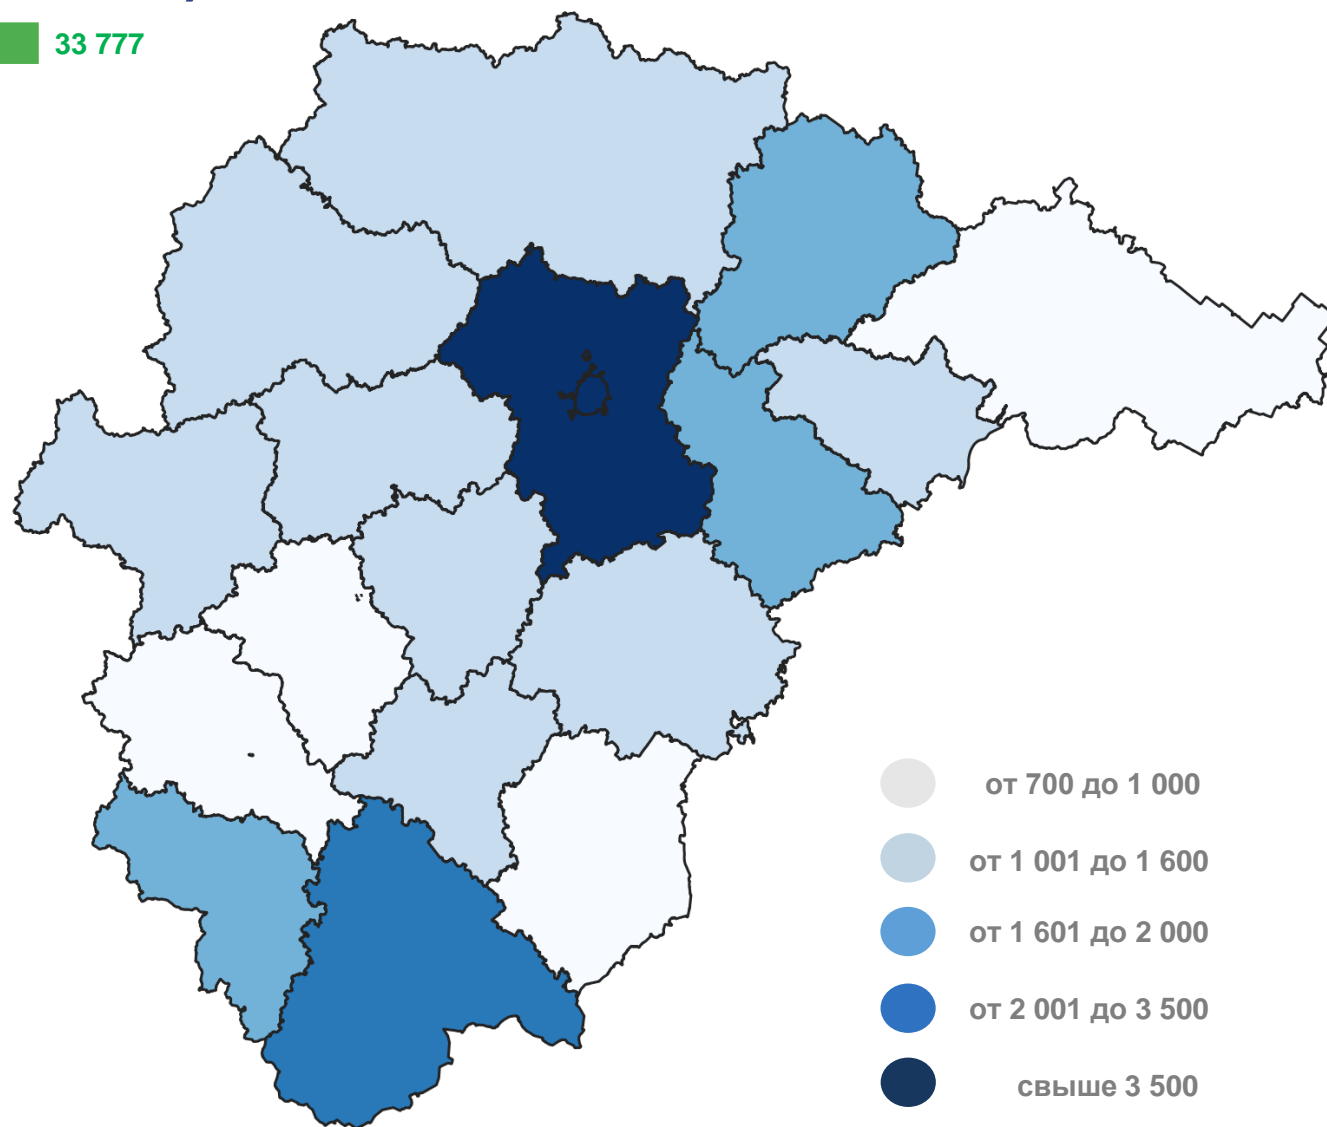 33 777
от 700 до 1 000
от 1 001 до 1 600
от 1 601 до 2 000
от 2 001 до 3 500
свыше 3 500